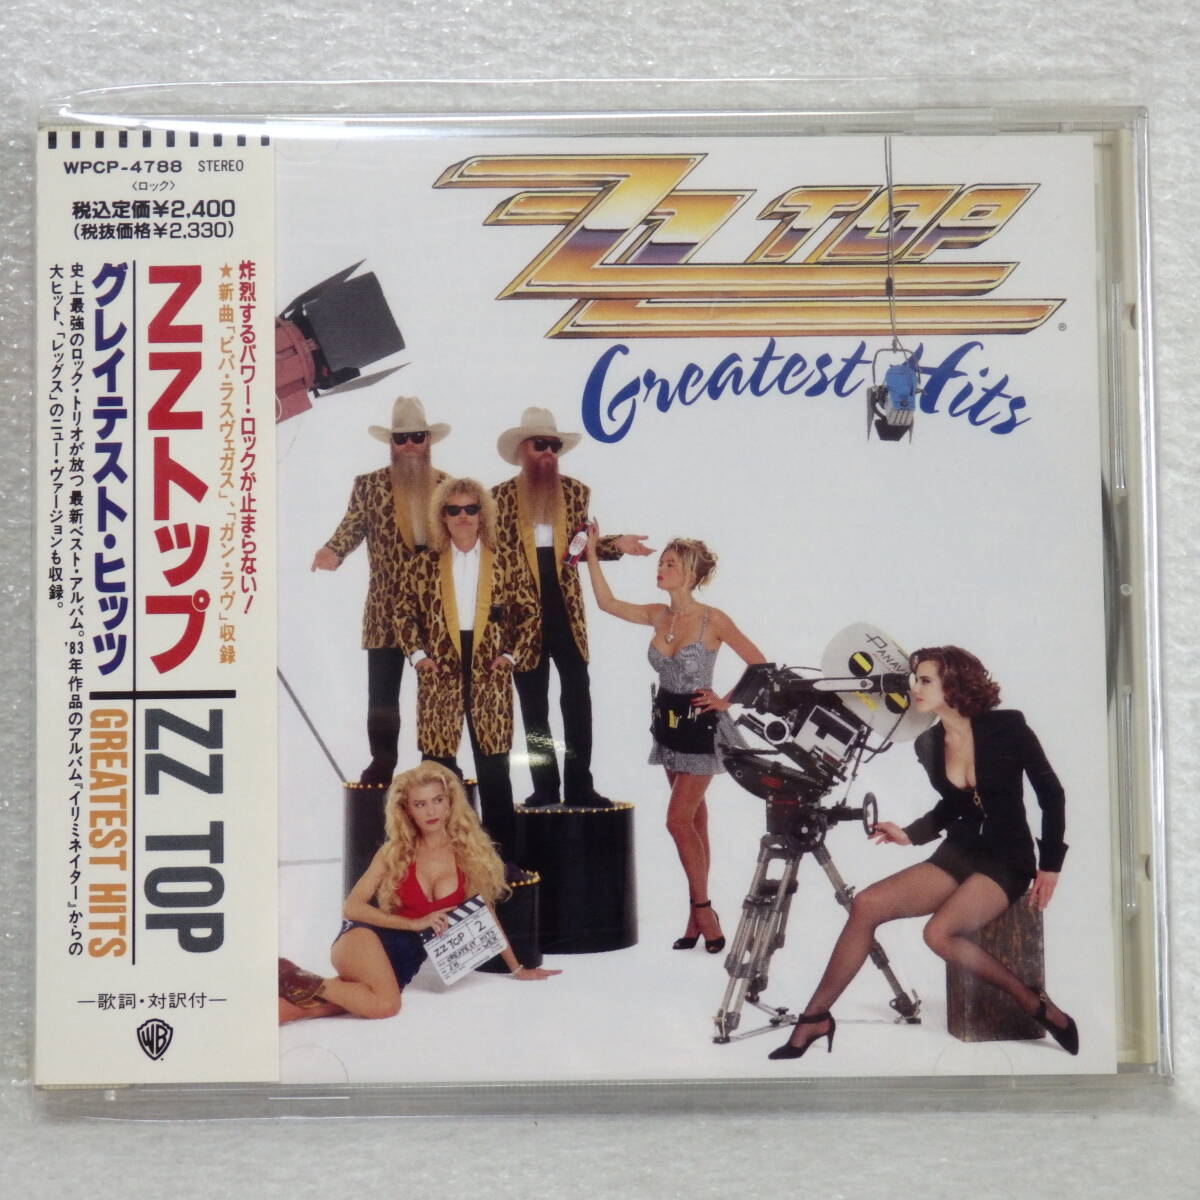 WPCP-4788 STEREO
〈ロック〉
税込定価¥2,400
(税抜価格¥2,330)
炸烈するパワー・ロックが止まらない!
★新曲「ビバ・ラスヴェガス」、「ガン・ラヴ」収録
ZZトップ
ZZ TOP
グレイテスト・ヒッツ
GREATEST HITS
史上最強のロック・トリオが放つ最新ベスト・アルバム。'83年作品のアルバム『イリミネイター』からの
大ヒット、「レッグス」のニュー・ヴァージョンも収録。
—歌詞・対訳付—
WB
ZZ TOP
®
Greatest Hits
PANAV
ZZ TOP 2
GREATEST HITS